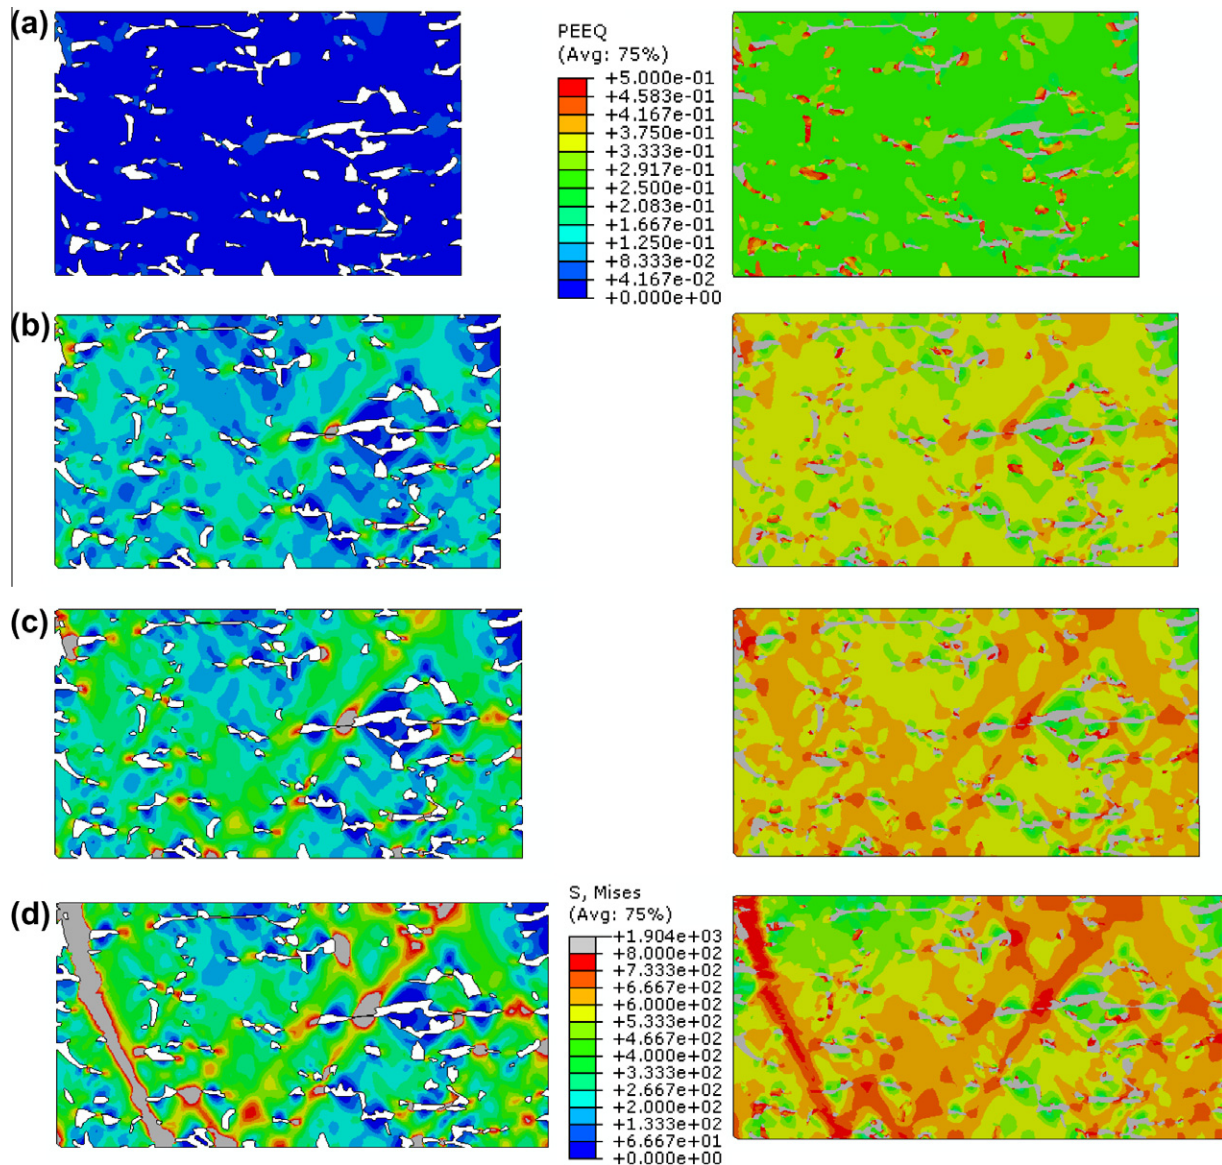 (a)
PEEQ
(Avg: 75%)
+5.000e-01
+4.583e-01
+4.167e-01
+3.750e-01
+3.333e-01
+2.917e-01
+2.500e-01
+2.083e-01
+1.667e-01
+1.250e-01
+8.333e-02
+4.167e-02
+0.000e+00
(b)
(c)
(d)
S, Mises
(Avg: 75%)
+1.904e+03
+8.000e+02
+7.333e+02
+6.667e+02
+6.000e+02
+5.333e+02
+4.667e+02
+4.000e+02
+3.333e+02
+2.667e+02
+2.000e+02
+1.333e+02
+6.667e+01
+0.000e+00